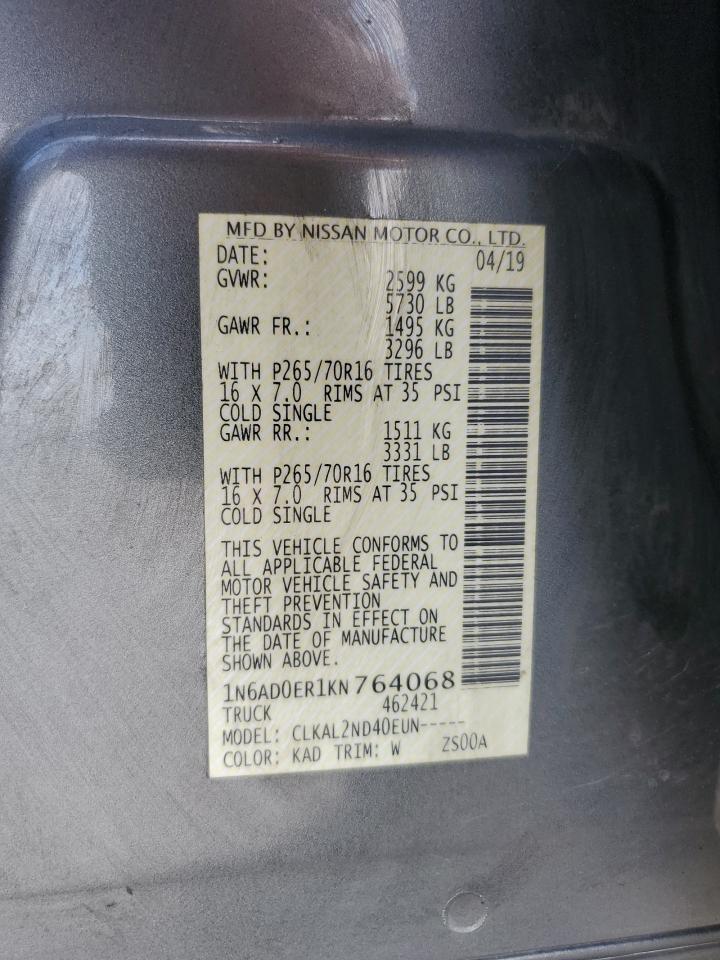 MFD BY NISSAN MOTOR CO., LTD.
DATE: 04/19
GVWR: 2599 KG
5730 LB
GAWR FR.: 1495 KG
3296 LB
WITH P265/70R16 TIRES
16 X 7.0 RIMS AT 35 PSI
COLD SINGLE
GAWR RR.: 1511 KG
3331 LB
WITH P265/70R16 TIRES
16 X 7.0 RIMS AT 35 PSI
COLD SINGLE
THIS VEHICLE CONFORMS TO
ALL APPLICABLE FEDERAL
MOTOR VEHICLE SAFETY AND
THEFT PREVENTION
STANDARDS IN EFFECT ON
THE DATE OF MANUFACTURE
SHOWN ABOVE.
1N6AD0ER1KN 764068
TRUCK 462421
MODEL: CLKAL2ND40EUN-----
COLOR: KAD TRIM: W ZS00A